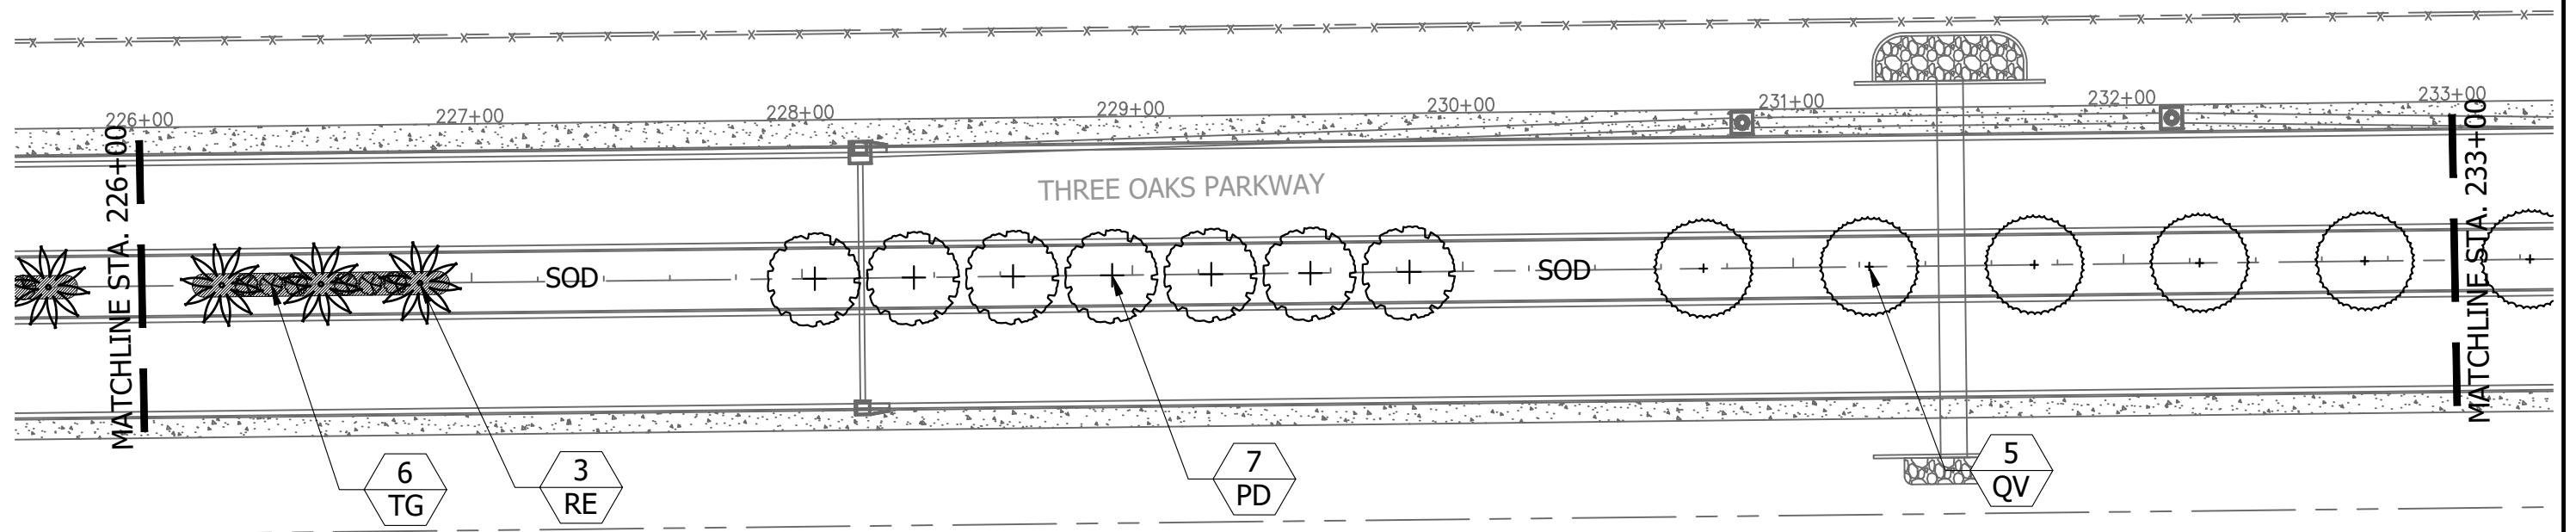 226+00
227+00
228+00
229+00
230+00
231+00
232+00
233+00
MATCHLINE STA. 226+00
THREE OAKS PARKWAY
SOD
SOD
MATCHLINE STA. 233+00
6
TG
3
RE
7
PD
5
QV